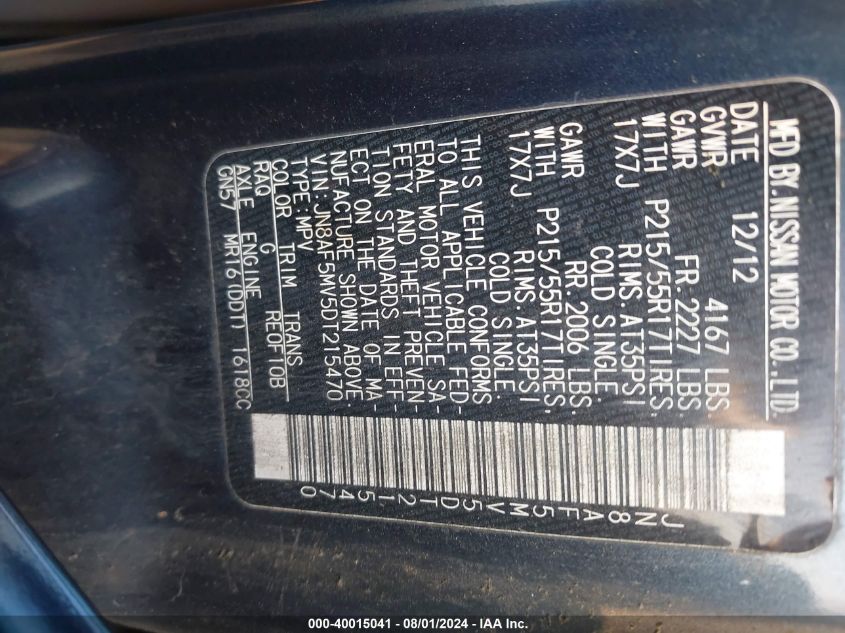 MFD BY NISSAN MOTOR CO.,LTD.
DATE 12/12
GVWR 4167 LBS
GAWR FR.2227 LBS
WITH P215/55R17TIRES.
17X7J RIMS.AT35PSI
COLD SINGLE.
GAWR RR.2006 LBS.
WITH P215/55R17TIRES.
17X7J RIMS.AT35PSI
COLD SINGLE.
THIS VEHICLE CONFORMS
TO ALL APPLICABLE FED-
ERAL MOTOR VEHICLE SA-
FETY AND THEFT PREVEN-
TION STANDARDS IN EFF-
ECT ON THE DATE OF MA-
NUFACTURE SHOWN ABOVE.
VIN:JN8AF5MV5DT215470
TYPE:MPV
COLOR TRIM TRANS
RAQ G RE0F10B
AXLE ENGINE
GN57 MR16(DDT) 1618CC
JN8AF5MV5DT215470
000-40015041 - 08/01/2024 - IAA Inc.